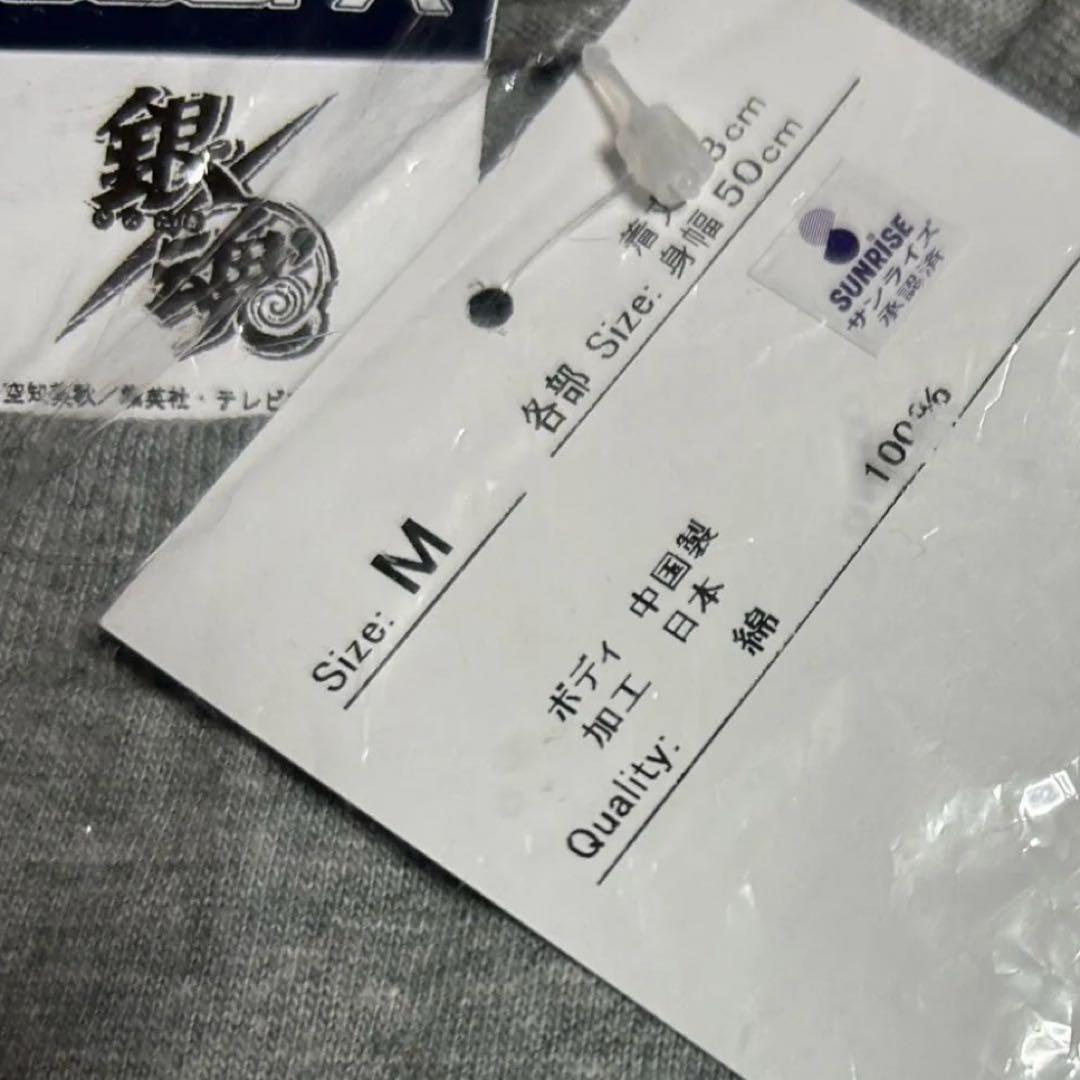 銀魂
空知英秋／集英社・テレビ
Size: M
各部 Size: 着丈
身幅 50cm
SUNRISE
サンライズ
承認済
ボディ 中国製
加工 日本
Quality: 綿 100%